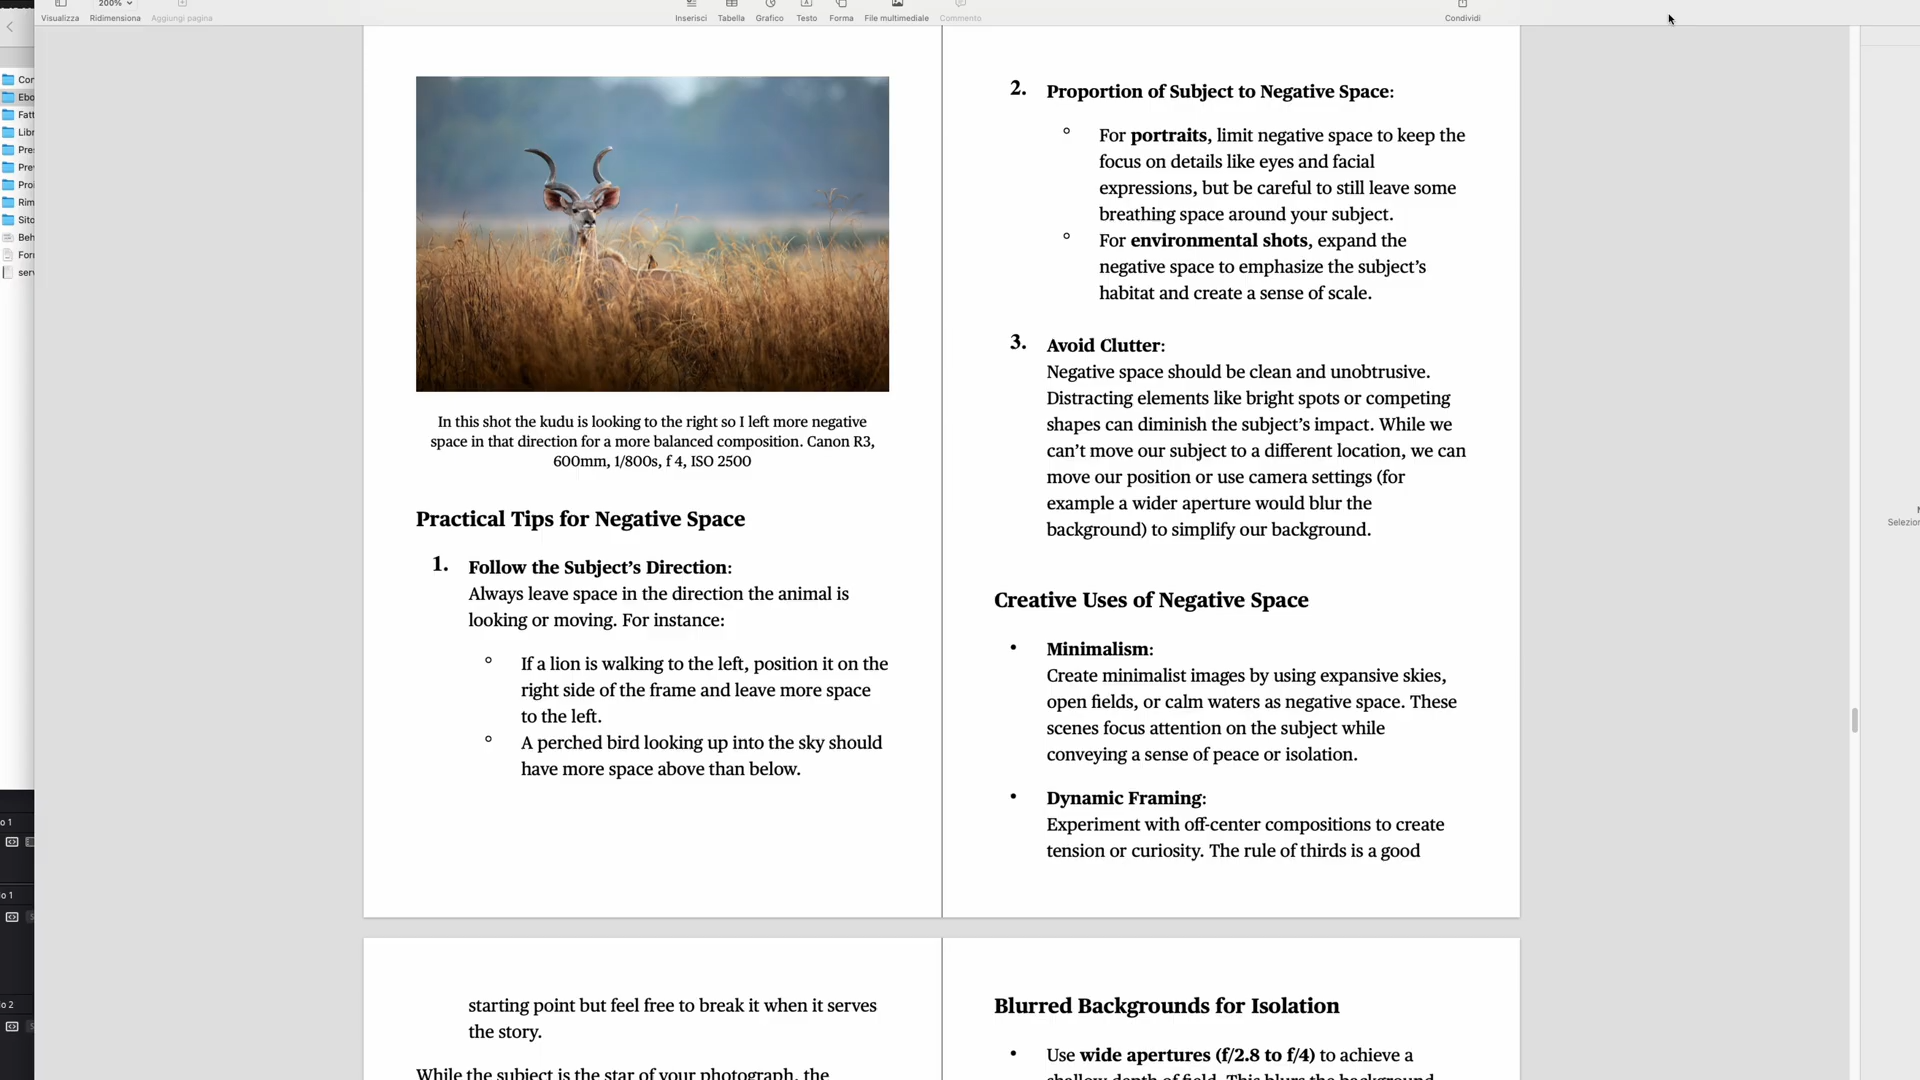 200%
Visualizza
Ridimensiona
Aggiungi pagina
Inserisci
Tabella
Grafico
Testo
Forma
File multimediale
Commento
Condividi
In this shot the kudu is looking to the right so I left more negative
space in that direction for a more balanced composition. Canon R3,
600mm, 1/800s, f 4, ISO 2500
Practical Tips for Negative Space
1. Follow the Subject’s Direction:
Always leave space in the direction the animal is
looking or moving. For instance:
If a lion is walking to the left, position it on the
right side of the frame and leave more space
to the left.
A perched bird looking up into the sky should
have more space above than below.
2. Proportion of Subject to Negative Space:
For portraits, limit negative space to keep the
focus on details like eyes and facial
expressions, but be careful to still leave some
breathing space around your subject.
For environmental shots, expand the
negative space to emphasize the subject’s
habitat and create a sense of scale.
3. Avoid Clutter:
Negative space should be clean and unobtrusive.
Distracting elements like bright spots or competing
shapes can diminish the subject’s impact. While we
can’t move our subject to a different location, we can
move our position or use camera settings (for
example a wider aperture would blur the
background) to simplify our background.
Creative Uses of Negative Space
• Minimalism:
Create minimalist images by using expansive skies,
open fields, or calm waters as negative space. These
scenes focus attention on the subject while
conveying a sense of peace or isolation.
• Dynamic Framing:
Experiment with off-center compositions to create
tension or curiosity. The rule of thirds is a good
starting point but feel free to break it when it serves
the story.
While the subject is the star of your photograph, the
Blurred Backgrounds for Isolation
• Use wide apertures (f/2.8 to f/4) to achieve a
shallow depth of field. This blurs the background